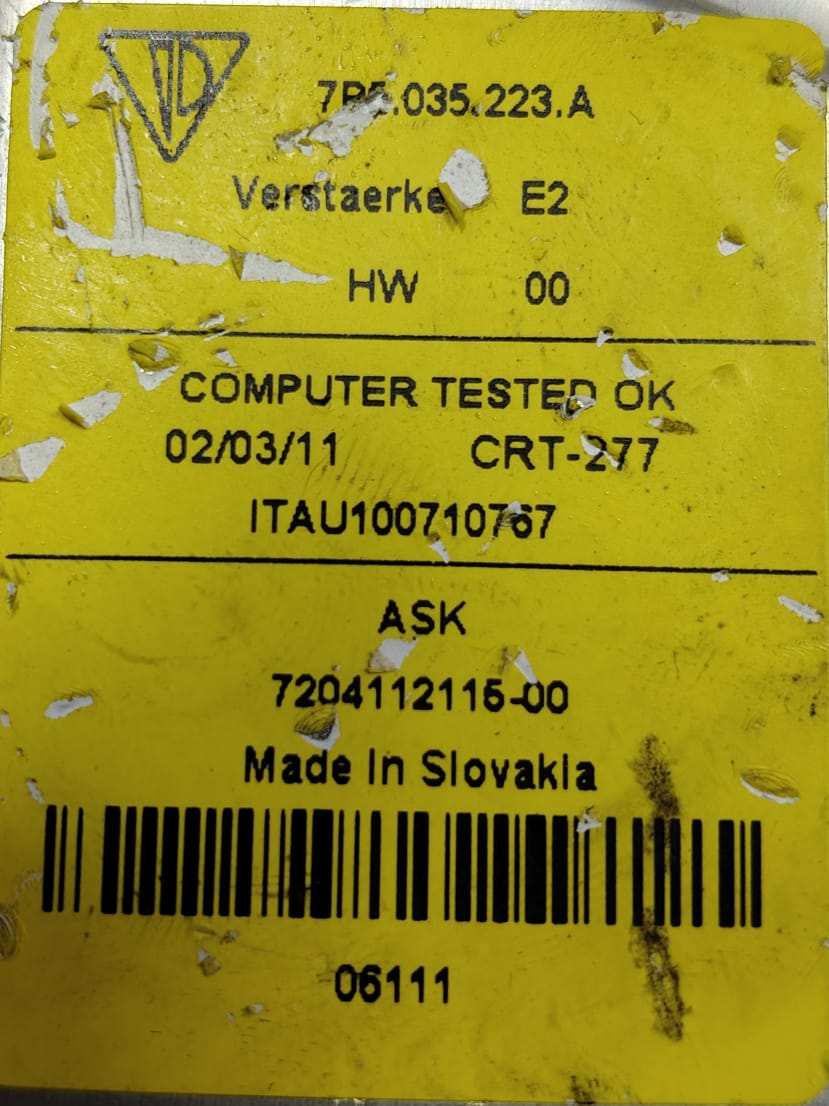 7P5.035.223.A
Verstaerke E2
HW 00
COMPUTER TESTED OK
02/03/11 CRT-277
ITAU100710767
ASK
7204112115-00
Made In Slovakia
06111